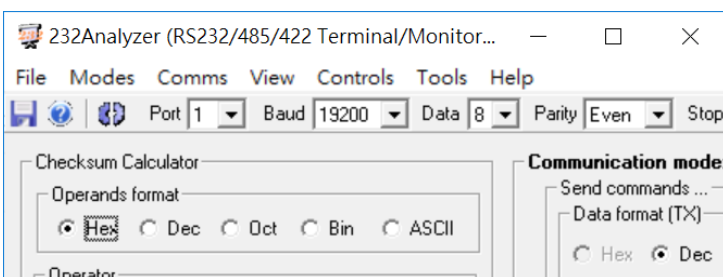 232Analyzer (RS232/485/422 Terminal/Monitor...
File Modes Comms View Controls Tools Help
Port 1 Baud 19200 Data 8 Parity Even Stop
Checksum Calculator
Operands format
Hex Dec Oct Bin ASCII
Operator
Communication mode
Send commands ...
Data format (TX)
Hex Dec